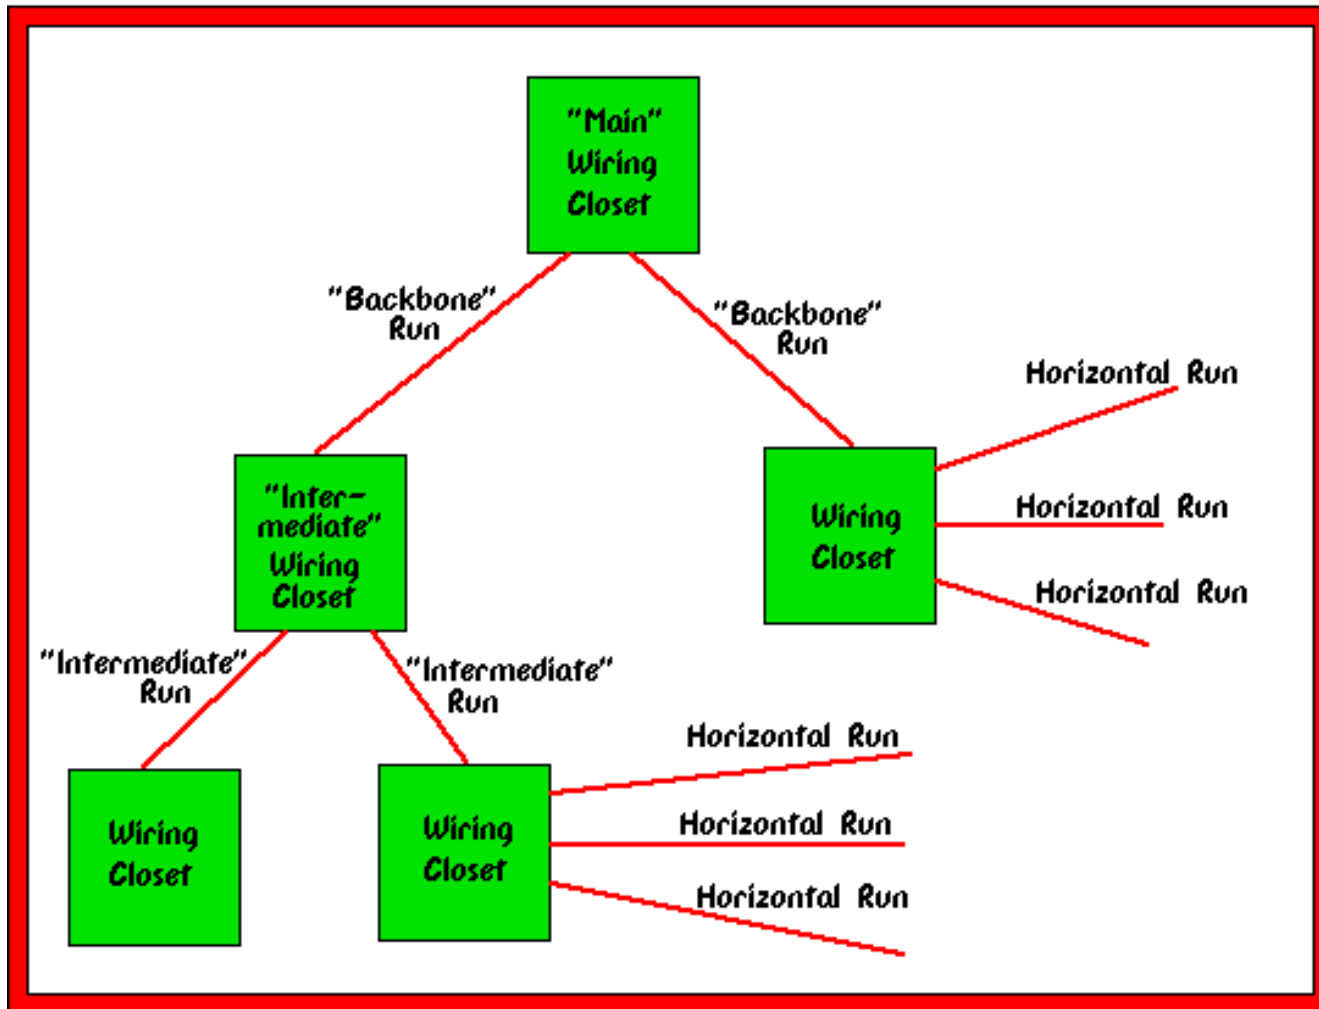 "Main"
Wiring
Closet
"Backbone"
Run
"Backbone"
Run
Horizontal Run
"Inter-
mediate"
Wiring
Closet
Wiring
Closet
Horizontal Run
Horizontal Run
"Intermediate"
Run
"Intermediate"
Run
Horizontal Run
Wiring
Closet
Wiring
Closet
Horizontal Run
Horizontal Run